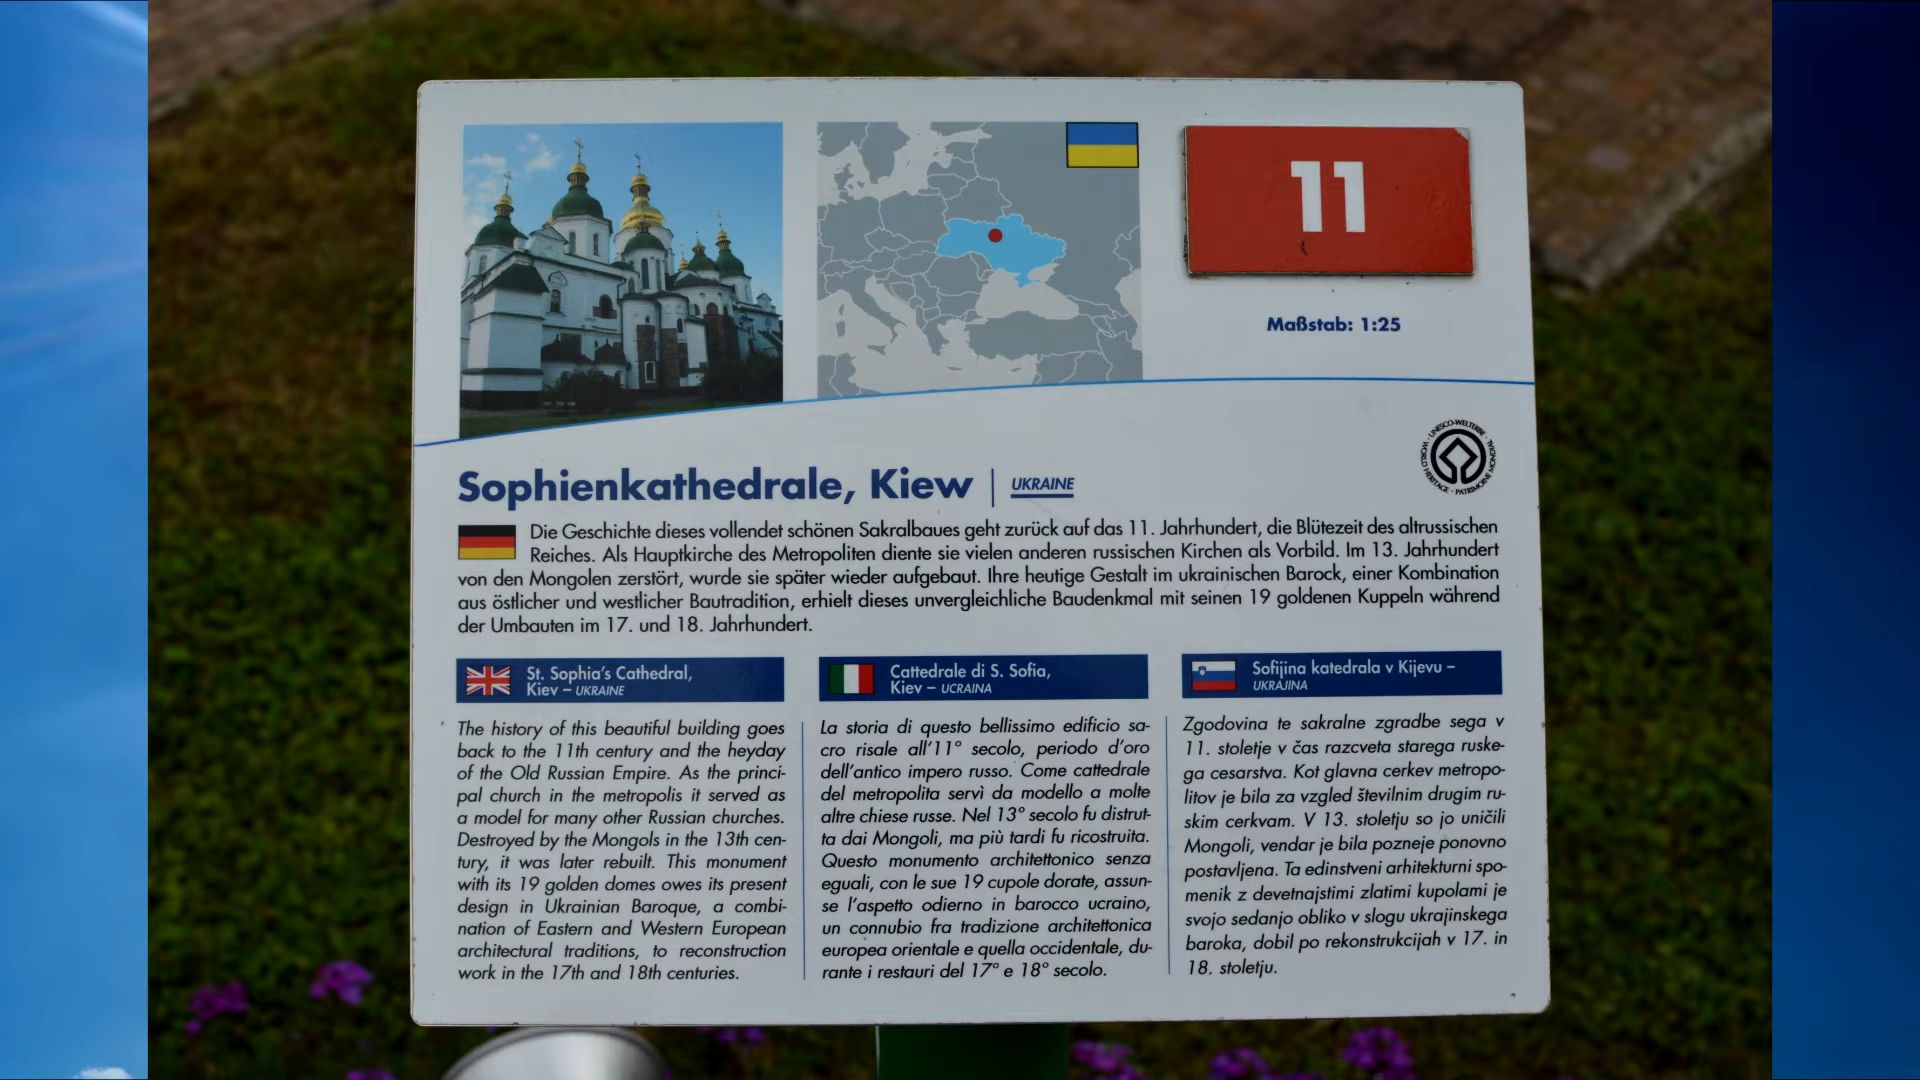 11
Maßstab: 1:25
· UNESCO-WELTERBE · WORLD HERITAGE · PATRIMOINE MONDIAL
Sophienkathedrale, Kiew | UKRAINE
Die Geschichte dieses vollendet schönen Sakralbaues geht zurück auf das 11. Jahrhundert, die Blütezeit des altrussischen
Reiches. Als Hauptkirche des Metropoliten diente sie vielen anderen russischen Kirchen als Vorbild. Im 13. Jahrhundert
von den Mongolen zerstört, wurde sie später wieder aufgebaut. Ihre heutige Gestalt im ukrainischen Barock, einer Kombination
aus östlicher und westlicher Bautradition, erhielt dieses unvergleichliche Baudenkmal mit seinen 19 goldenen Kuppeln während
der Umbauten im 17. und 18. Jahrhundert.
St. Sophia's Cathedral,
Kiev – UKRAINE
The history of this beautiful building goes
back to the 11th century and the heyday
of the Old Russian Empire. As the princi-
pal church in the metropolis it served as
a model for many other Russian churches.
Destroyed by the Mongols in the 13th cen-
tury, it was later rebuilt. This monument
with its 19 golden domes owes its present
design in Ukrainian Baroque, a combi-
nation of Eastern and Western European
architectural traditions, to reconstruction
work in the 17th and 18th centuries.
Cattedrale di S. Sofia,
Kiev – UCRAINA
La storia di questo bellissimo edificio sa-
cro risale all'11° secolo, periodo d'oro
dell'antico impero russo. Come cattedrale
del metropolita servì da modello a molte
altre chiese russe. Nel 13° secolo fu distrut-
ta dai Mongoli, ma più tardi fu ricostruita.
Questo monumento architettonico senza
eguali, con le sue 19 cupole dorate, assun-
se l'aspetto odierno in barocco ucraino,
un connubio fra tradizione architettonica
europea orientale e quella occidentale, du-
rante i restauri del 17° e 18° secolo.
Sofijina katedrala v Kijevu –
UKRAJINA
Zgodovina te sakralne zgradbe sega v
11. stoletje v čas razcveta starega ruske-
ga cesarstva. Kot glavna cerkev metropo-
litov je bila za vzgled številnim drugim ru-
skim cerkvam. V 13. stoletju so jo uničili
Mongoli, vendar je bila pozneje ponovno
postavljena. Ta edinstveni arhitekturni spo-
menik z devetnajstimi zlatimi kupolami je
svojo sedanjo obliko v slogu ukrajinskega
baroka, dobil po rekonstrukcijah v 17. in
18. stoletju.